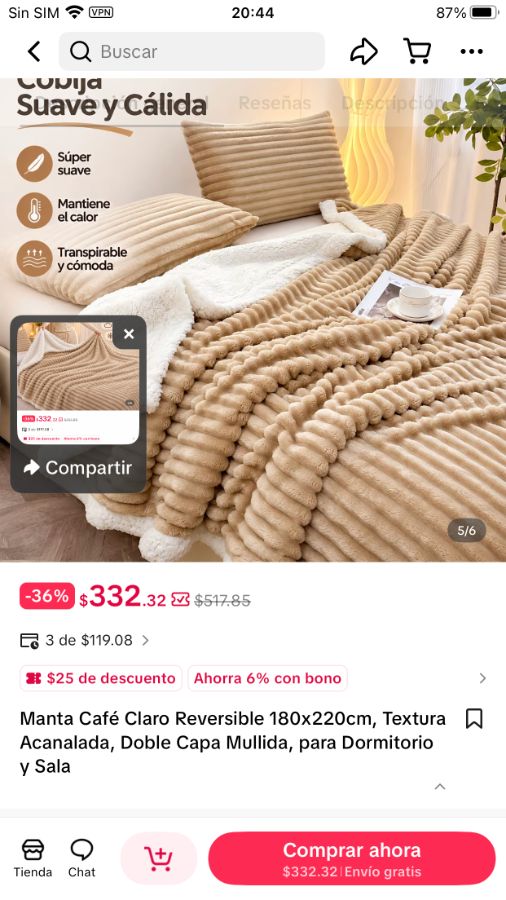 Sin SIM VPN 20:44 87%
Buscar
Cobija
Suave y Cálida
Reseñas Descripción
Súper
suave
Mantiene
el calor
Transpirable
y cómoda
Compartir
5/6
-36% $332.32 $517.85
3 de $119.08
$25 de descuento Ahorra 6% con bono
Manta Café Claro Reversible 180x220cm, Textura
Acanalada, Doble Capa Mullida, para Dormitorio
y Sala
Tienda Chat
Comprar ahora
$332.32 | Envío gratis